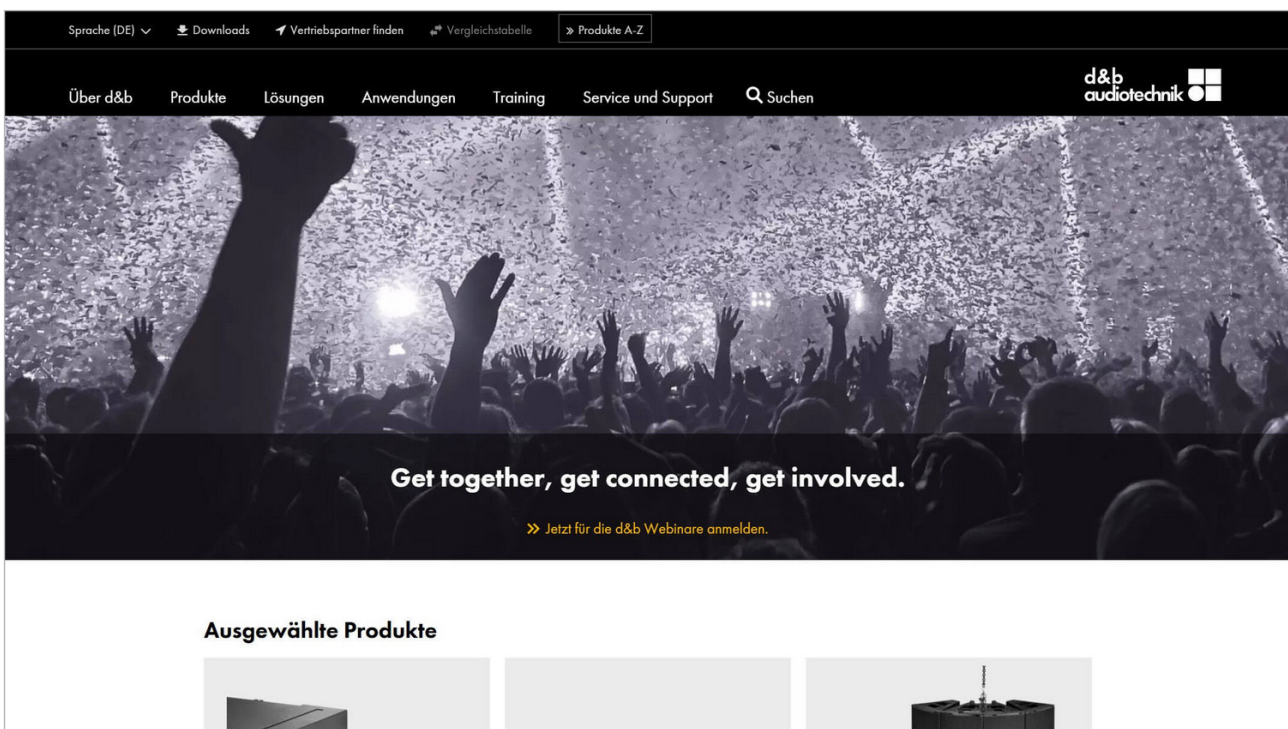 Sprache (DE)
Downloads
Vertriebspartner finden
Vergleichstabelle
» Produkte A-Z
Über d&b
Produkte
Lösungen
Anwendungen
Training
Service und Support
Suchen
d&b
audiotechnik
Get together, get connected, get involved.
» Jetzt für die d&b Webinare anmelden.
Ausgewählte Produkte